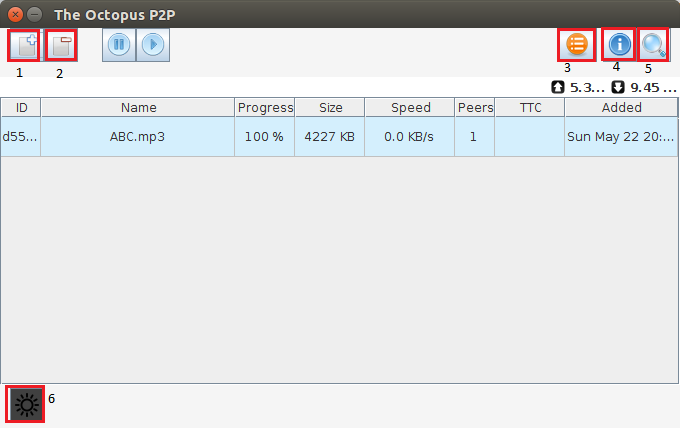 The Octopus P2P
1 2 3 4 5
5.3... 9.45 ...
ID Name Progress Size Speed Peers TTC Added
d55... ABC.mp3 100 % 4227 KB 0.0 KB/s 1 Sun May 22 20:...
6